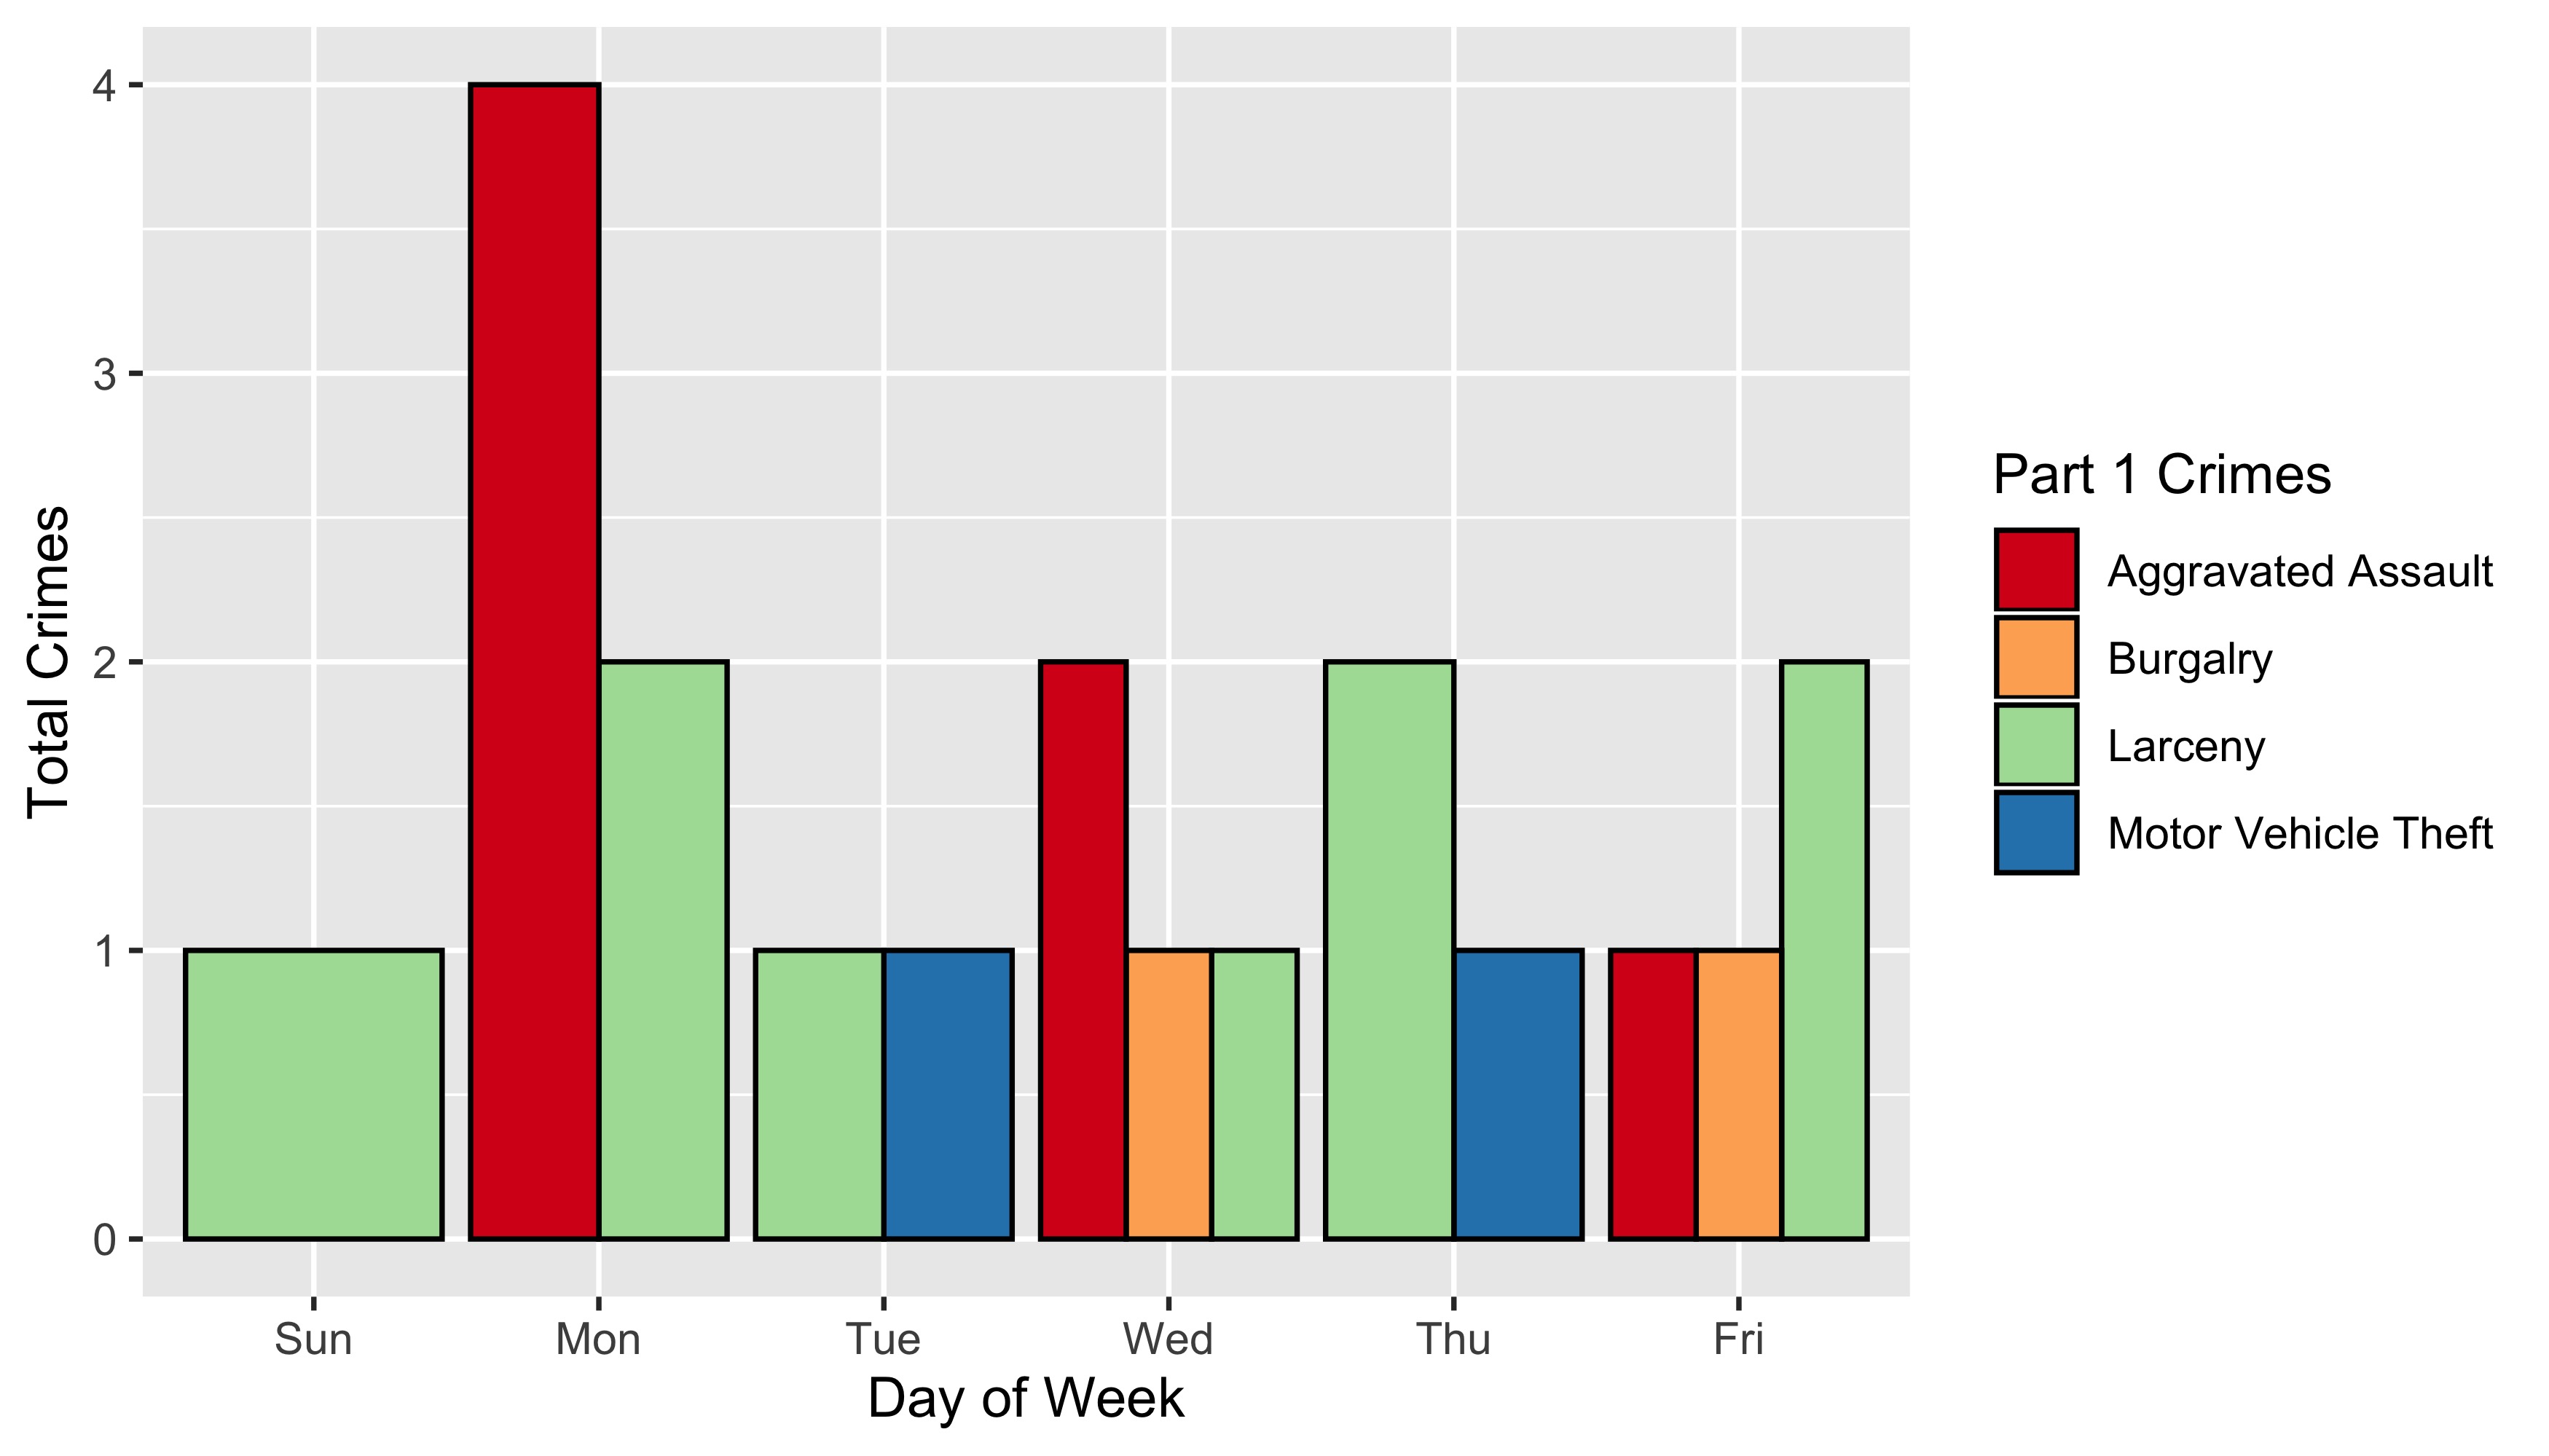 4
3
2
1
0
Total Crimes
Sun Mon Tue Wed Thu Fri
Day of Week
Part 1 Crimes
Aggravated Assault
Burgalry
Larceny
Motor Vehicle Theft